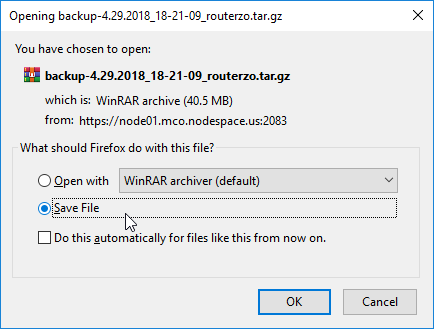 Opening backup-4.29.2018_18-21-09_routerzo.tar.gz
You have chosen to open:
backup-4.29.2018_18-21-09_routerzo.tar.gz
which is: WinRAR archive (40.5 MB)
from: https://node01.mco.nodespace.us:2083
What should Firefox do with this file?
Open with WinRAR archiver (default)
Save File
Do this automatically for files like this from now on.
OK Cancel